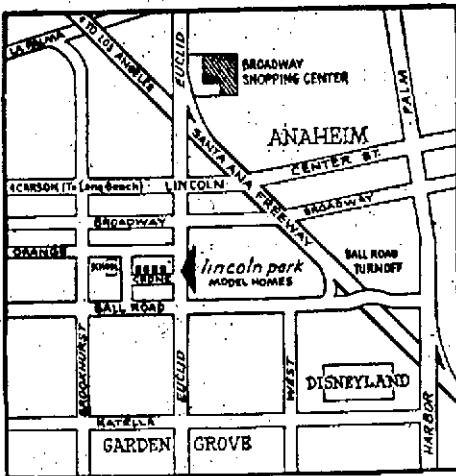 LA PALMA
TO LOS ANGELES
EUCLID
BROADWAY
SHOPPING CENTER
PALM
ANAHEIM
SANTA ANA FREEWAY
CENTER ST.
CARSON (To Long Beach)
LINCOLN
BROADWAY
BROADWAY
ORANGE
SCHOOL
CRONE
lincoln park
MODEL HOMES
BALL ROAD
TURNOFF
BALL ROAD
BROOKHURST
EUCLID
WEST
DISNEYLAND
HARBOR
KATELLA
GARDEN GROVE